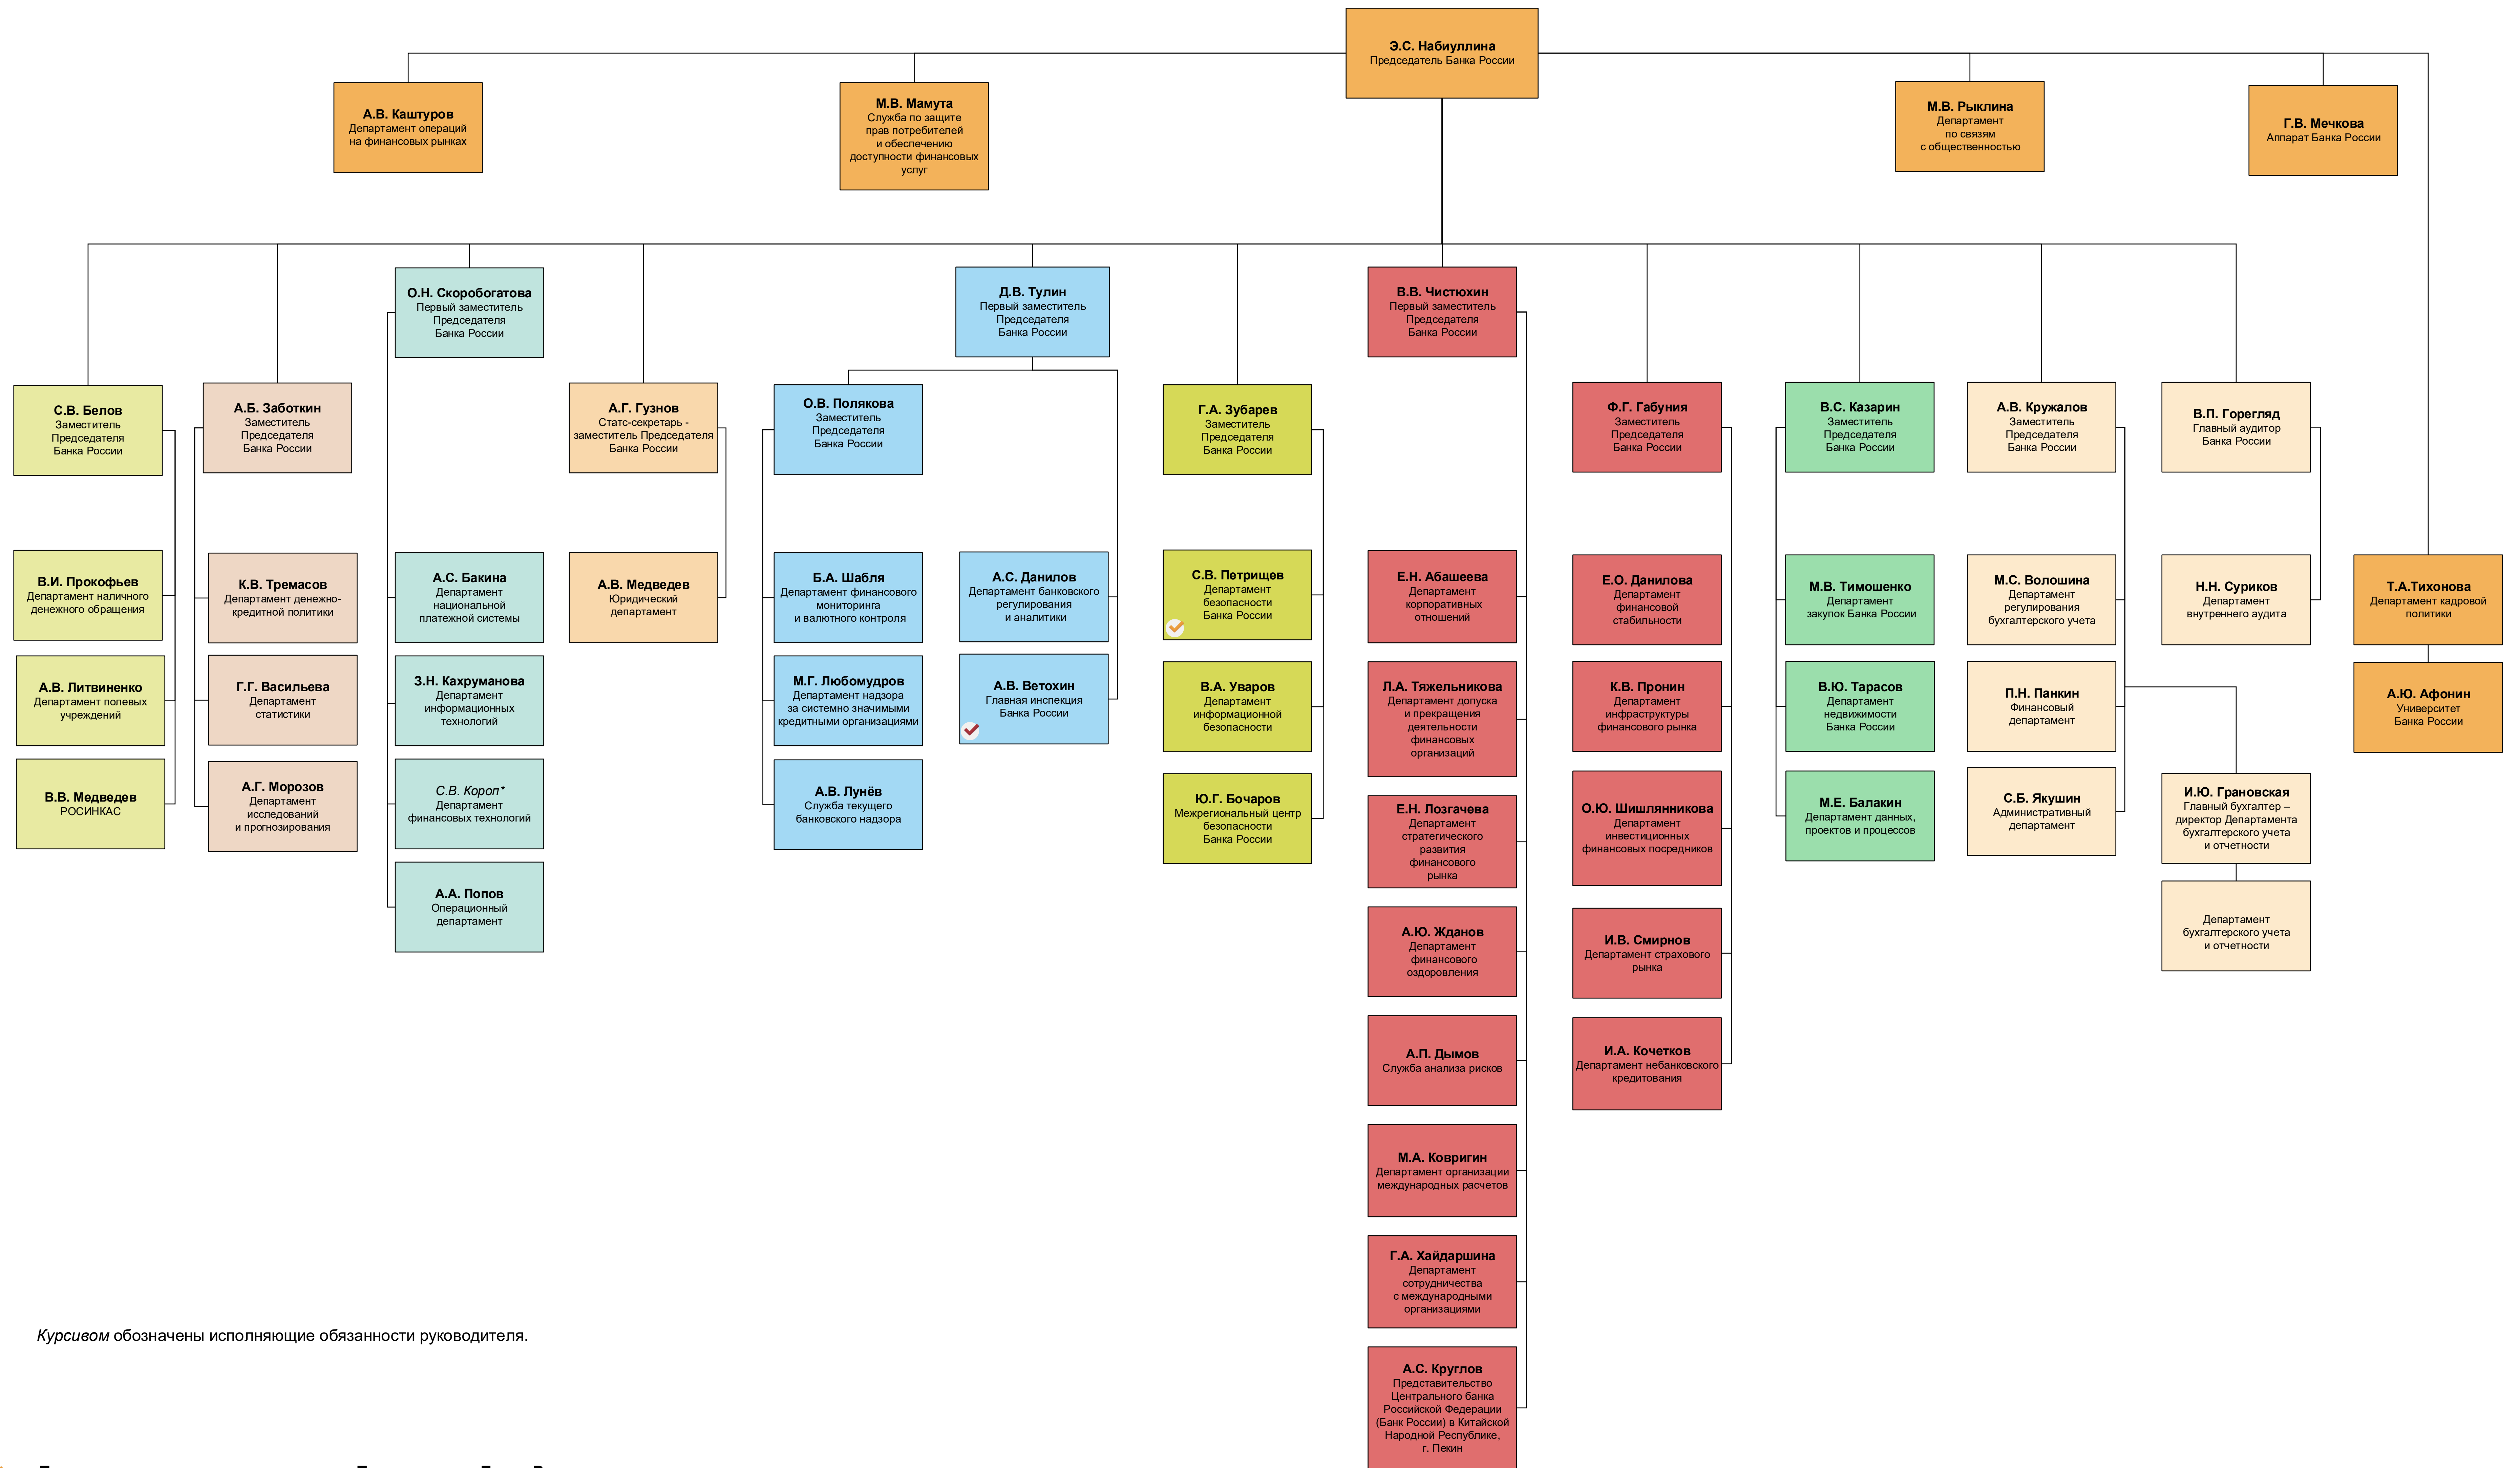 Э.С. Набиуллина
Председатель Банка России
А.В. Каштуров
Департамент операций
на финансовых рынках
М.В. Мамута
Служба по защите
прав потребителей
и обеспечению
доступности финансовых
услуг
М.В. Рыклина
Департамент
по связям
с общественностью
Г.В. Мечкова
Аппарат Банка России
О.Н. Скоробогатова
Первый заместитель
Председателя
Банка России
Д.В. Тулин
Первый заместитель
Председателя
Банка России
В.В. Чистюхин
Первый заместитель
Председателя
Банка России
С.В. Белов
Заместитель
Председателя
Банка России
А.Б. Заботкин
Заместитель
Председателя
Банка России
А.Г. Гузнов
Статс-секретарь -
заместитель Председателя
Банка России
О.В. Полякова
Заместитель
Председателя
Банка России
Г.А. Зубарев
Заместитель
Председателя
Банка России
Ф.Г. Габуния
Заместитель
Председателя
Банка России
В.С. Казарин
Заместитель
Председателя
Банка России
А.В. Кружалов
Заместитель
Председателя
Банка России
В.П. Горегляд
Главный аудитор
Банка России
В.И. Прокофьев
Департамент наличного
денежного обращения
К.В. Тремасов
Департамент денежно-
кредитной политики
А.С. Бакина
Департамент
национальной
платежной системы
А.В. Медведев
Юридический
департамент
Б.А. Шабля
Департамент финансового
мониторинга
и валютного контроля
А.С. Данилов
Департамент банковского
регулирования
и аналитики
С.В. Петрищев
Департамент
безопасности
Банка России
Е.Н. Абашеева
Департамент
корпоративных
отношений
Е.О. Данилова
Департамент
финансовой
стабильности
М.В. Тимошенко
Департамент
закупок Банка России
М.С. Волошина
Департамент
регулирования
бухгалтерского учета
Н.Н. Суриков
Департамент
внутреннего аудита
Т.А.Тихонова
Департамент кадровой
политики
А.В. Литвиненко
Департамент полевых
учреждений
Г.Г. Васильева
Департамент
статистики
З.Н. Кахруманова
Департамент
информационных
технологий
М.Г. Любомудров
Департамент надзора
за системно значимыми
кредитными организациями
А.В. Ветохин
Главная инспекция
Банка России
В.А. Уваров
Департамент
информационной
безопасности
Л.А. Тяжельникова
Департамент допуска
и прекращения
деятельности
финансовых
организаций
К.В. Пронин
Департамент
инфраструктуры
финансового рынка
В.Ю. Тарасов
Департамент
недвижимости
Банка России
П.Н. Панкин
Финансовый
департамент
А.Ю. Афонин
Университет
Банка России
В.В. Медведев
РОСИНКАС
А.Г. Морозов
Департамент
исследований
и прогнозирования
С.В. Короп*
Департамент
финансовых технологий
А.В. Лунёв
Служба текущего
банковского надзора
Ю.Г. Бочаров
Межрегиональный центр
безопасности
Банка России
Е.Н. Лозгачева
Департамент
стратегического
развития
финансового
рынка
О.Ю. Шишлянникова
Департамент
инвестиционных
финансовых посредников
М.Е. Балакин
Департамент данных,
проектов и процессов
С.Б. Якушин
Административный
департамент
И.Ю. Грановская
Главный бухгалтер –
директор Департамента
бухгалтерского учета
и отчетности
А.А. Попов
Операционный
департамент
А.Ю. Жданов
Департамент
финансового
оздоровления
И.В. Смирнов
Департамент страхового
рынка
Департамент
бухгалтерского учета
и отчетности
А.П. Дымов
Служба анализа рисков
И.А. Кочетков
Департамент небанковского
кредитования
М.А. Ковригин
Департамент организации
международных расчетов
Г.А. Хайдаршина
Департамент
сотрудничества
с международными
организациями
А.С. Круглов
Представительство
Центрального банка
Российской Федерации
(Банк России) в Китайской
Народной Республике,
г. Пекин
Курсивом обозначены исполняющие обязанности руководителя.